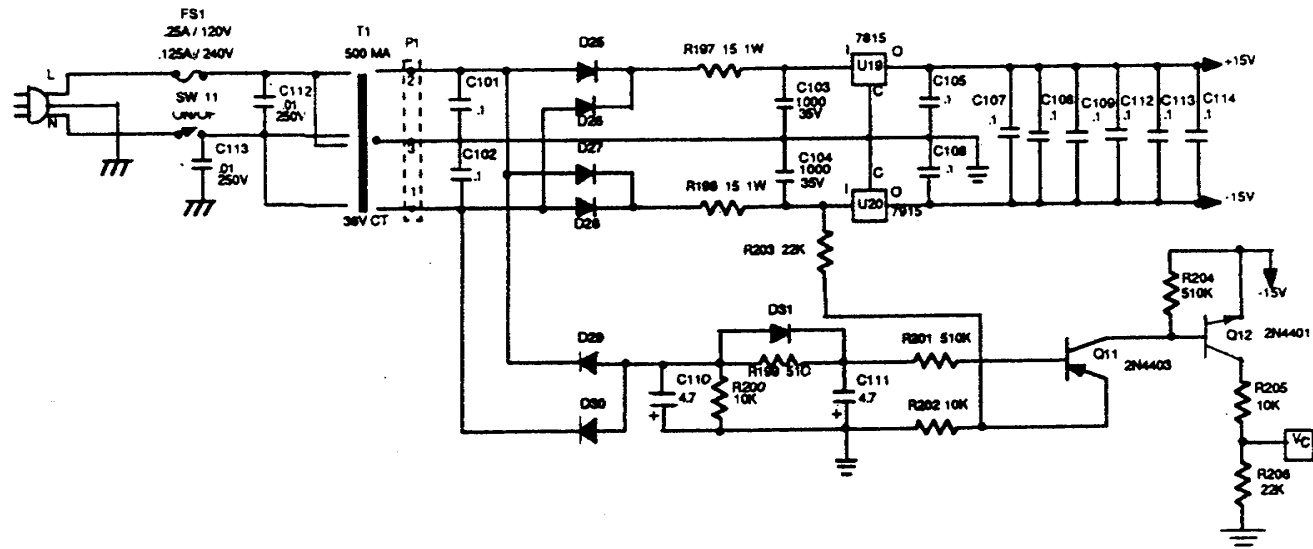 FS1
.25A / 120V
.125A / 240V
L
N
SW 11
ON/OF
C112
.01
250V
C113
.01
250V
T1
500 MA
36V CT
P1
2
3
1
C101
.1
C102
.1
D25
D26
D27
D28
R197 15 1W
R198 15 1W
C103
1000
35V
C104
1000
35V
7815
I
O
U19
C
C
I
O
U20
7915
C105
.1
C108
.1
C107
.1
C108
.1
C109
.1
C112
.1
C113
.1
C114
.1
+15V
-15V
R203 22K
D29
D30
D31
R199 510
C110
4.7
+
R200
10K
C111
4.7
+
R201 510K
R202 10K
Q11
2N4403
R204
510K
-15V
Q12
2N4401
R205
10K
VC
R206
22K